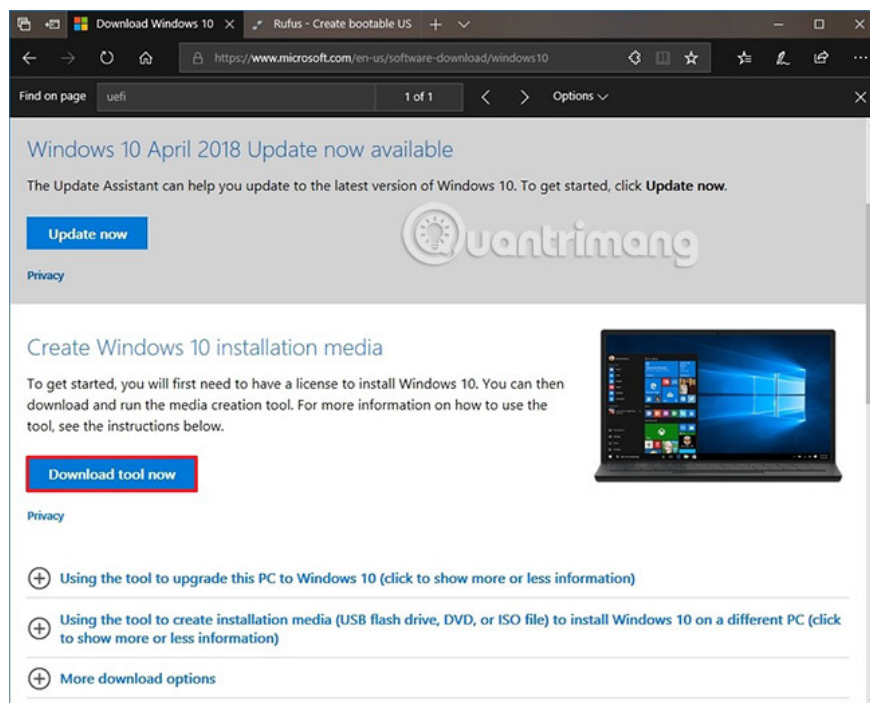 Download Windows 10
Rufus - Create bootable US
https://www.microsoft.com/en-us/software-download/windows10
Find on page
uefi
1 of 1
Options
Windows 10 April 2018 Update now available
The Update Assistant can help you update to the latest version of Windows 10. To get started, click Update now.
Update now
Quantrimang
Privacy
Create Windows 10 installation media
To get started, you will first need to have a license to install Windows 10. You can then
download and run the media creation tool. For more information on how to use the
tool, see the instructions below.
Download tool now
Privacy
Using the tool to upgrade this PC to Windows 10 (click to show more or less information)
Using the tool to create installation media (USB flash drive, DVD, or ISO file) to install Windows 10 on a different PC (click
to show more or less information)
More download options